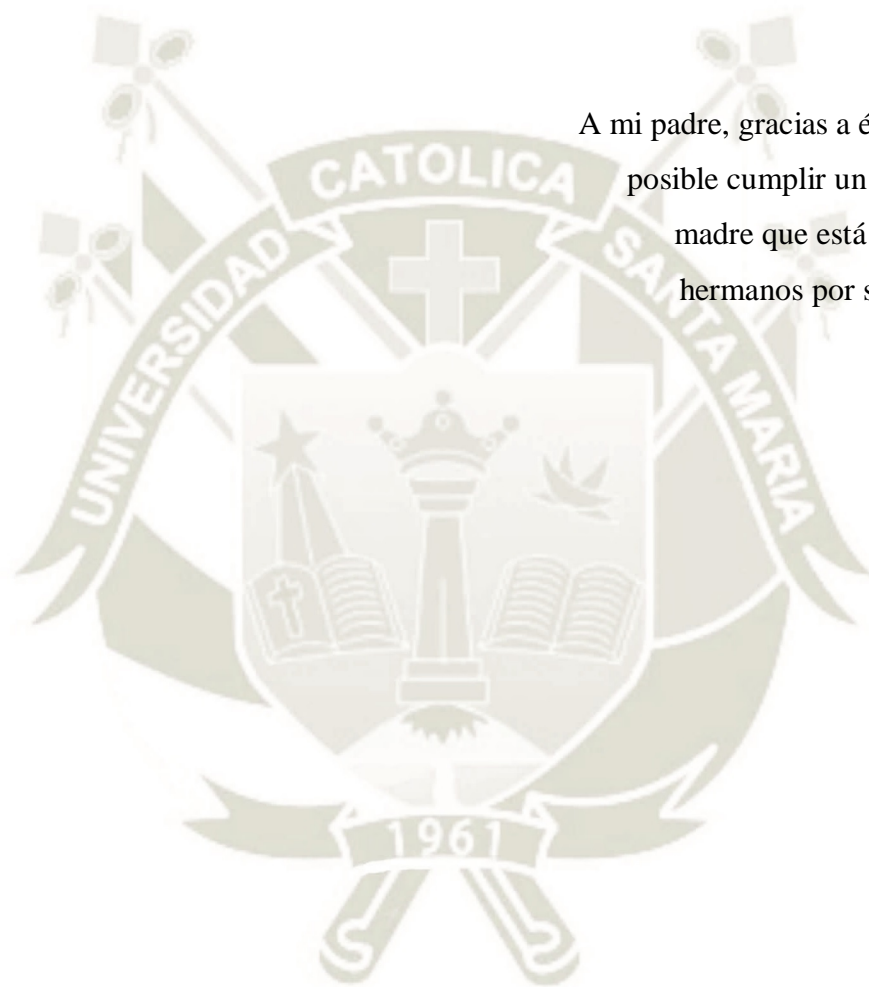 A mi padre, gracias a
posible cumplir un
madre que está
hermanos por
UNIVERSIDAD CATOLICA SANTA MARIA
1961